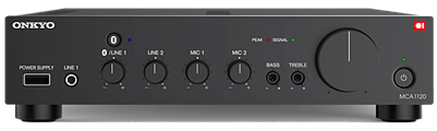 ONKYO
PEAK SIGNAL
/LINE 1 LINE 2 MIC 1 MIC 2
POWER SUPPLY LINE 1 BASS TREBLE
MCA1120